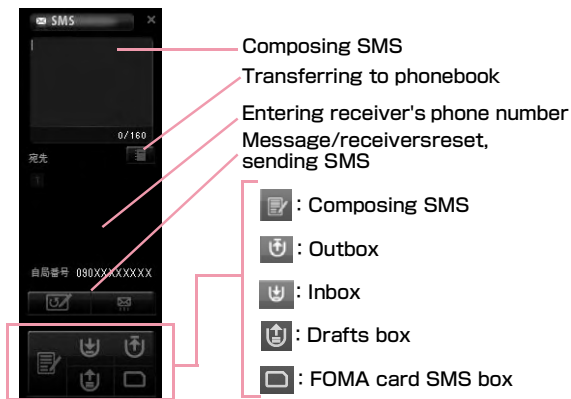 SMS ×
Composing SMS
Transferring to phonebook
0/160
宛先
1
Entering receiver's phone number
Message/receiversreset,
sending SMS
自局番号 090XXXXXXXX
: Composing SMS
: Outbox
: Inbox
: Drafts box
: FOMA card SMS box